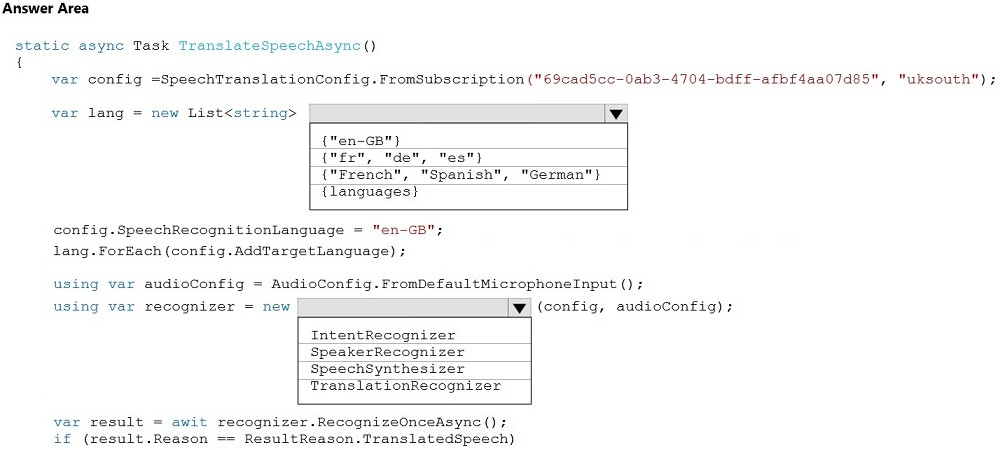 Answer Area
static async Task TranslateSpeechAsync()
{
var config =SpeechTranslationConfig.FromSubscription("69cad5cc-0ab3-4704-bdff-afbf4aa07d85", "uksouth");
var lang = new List<string>
{"en-GB"}
{"fr", "de", "es"}
{"French", "Spanish", "German"}
{languages}
config.SpeechRecognitionLanguage = "en-GB";
lang.ForEach(config.AddTargetLanguage);
using var audioConfig = AudioConfig.FromDefaultMicrophoneInput();
using var recognizer = new (config, audioConfig);
IntentRecognizer
SpeakerRecognizer
SpeechSynthesizer
TranslationRecognizer
var result = awit recognizer.RecognizeOnceAsync();
if (result.Reason == ResultReason.TranslatedSpeech)